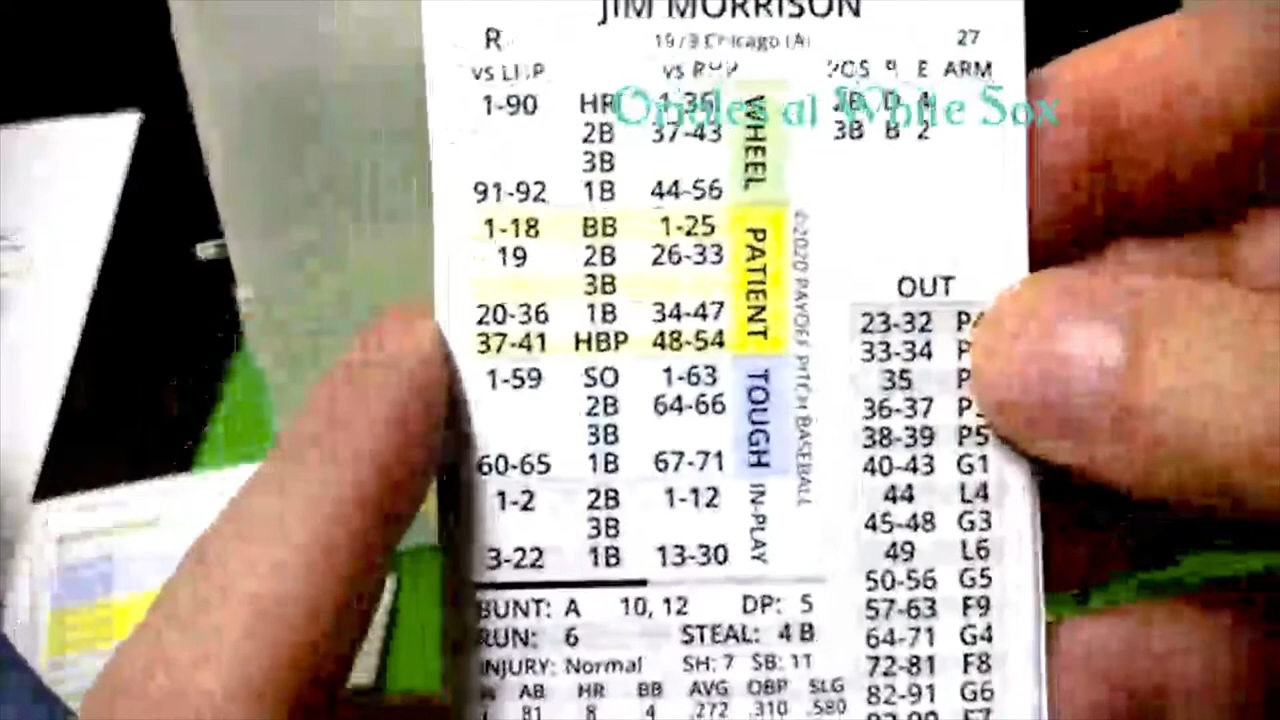 JIM MORRISON
R 1979 Chicago (A) 27
VS LHP VS RHP POS R E ARM
Orioles at White Sox
1-90 HR 1-36 2B D 4
2B 37-43 3B B 2
3B
91-92 1B 44-56
WHEEL
1-18 BB 1-25
19 2B 26-33
3B
20-36 1B 34-47
37-41 HBP 48-54
PATIENT
1-59 SO 1-63
2B 64-66
3B
60-65 1B 67-71
TOUGH
1-2 2B 1-12
3B
3-22 1B 13-30
IN-PLAY
©2020 PAYOFF PITCH BASEBALL
OUT
23-32
33-34
35
36-37
38-39 P5
40-43 G1
44 L4
45-48 G3
49 L6
50-56 G5
57-63 F9
64-71 G4
72-81 F8
82-91 G6
BUNT: A 10, 12 DP: 5
RUN: 6 STEAL: 4 B
INJURY: Normal SH: 7 SB: 11
AB HR BB AVG OBP SLG
81 8 4 .272 .310 .580